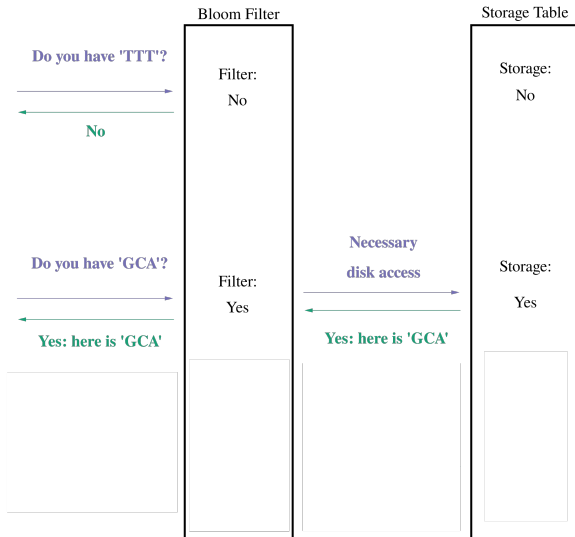 Bloom Filter
Storage Table
Do you have 'TTT'?
Filter:
No
Storage:
No
No
Do you have 'GCA'?
Filter:
Yes
Necessary
disk access
Storage:
Yes
Yes: here is 'GCA'
Yes: here is 'GCA'